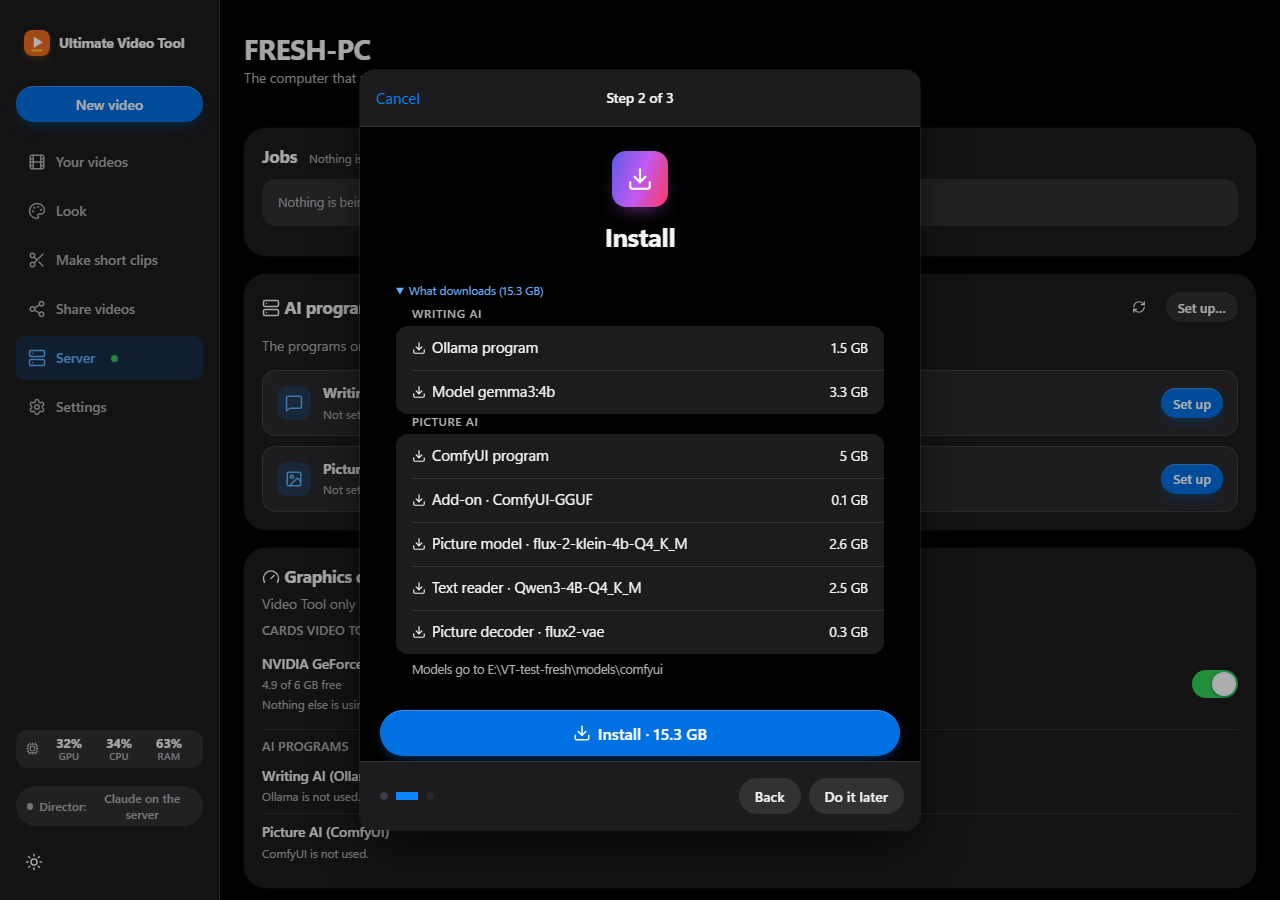 Ultimate Video Tool
New video
Your videos
Look
Make short clips
Share videos
Server
Settings
32% 34% 63%
GPU CPU RAM
Director: Claude on the
server
FRESH-PC
The computer that
Jobs Nothing is
Nothing is bein
AI progra
Set up...
The programs o
Writin
Not set
Set up
Pictur
Not set
Set up
Graphics
Video Tool only
CARDS VIDEO TO
NVIDIA GeForce
4.9 of 6 GB free
Nothing else is usin
AI PROGRAMS
Writing AI (Olla
Ollama is not used.
Picture AI (ComfyUI)
ComfyUI is not used.
Cancel
Step 2 of 3
Install
What downloads (15.3 GB)
WRITING AI
Ollama program 1.5 GB
Model gemma3:4b 3.3 GB
PICTURE AI
ComfyUI program 5 GB
Add-on · ComfyUI-GGUF 0.1 GB
Picture model · flux-2-klein-4b-Q4_K_M 2.6 GB
Text reader · Qwen3-4B-Q4_K_M 2.5 GB
Picture decoder · flux2-vae 0.3 GB
Models go to E:\VT-test-fresh\models\comfyui
Install · 15.3 GB
Back
Do it later